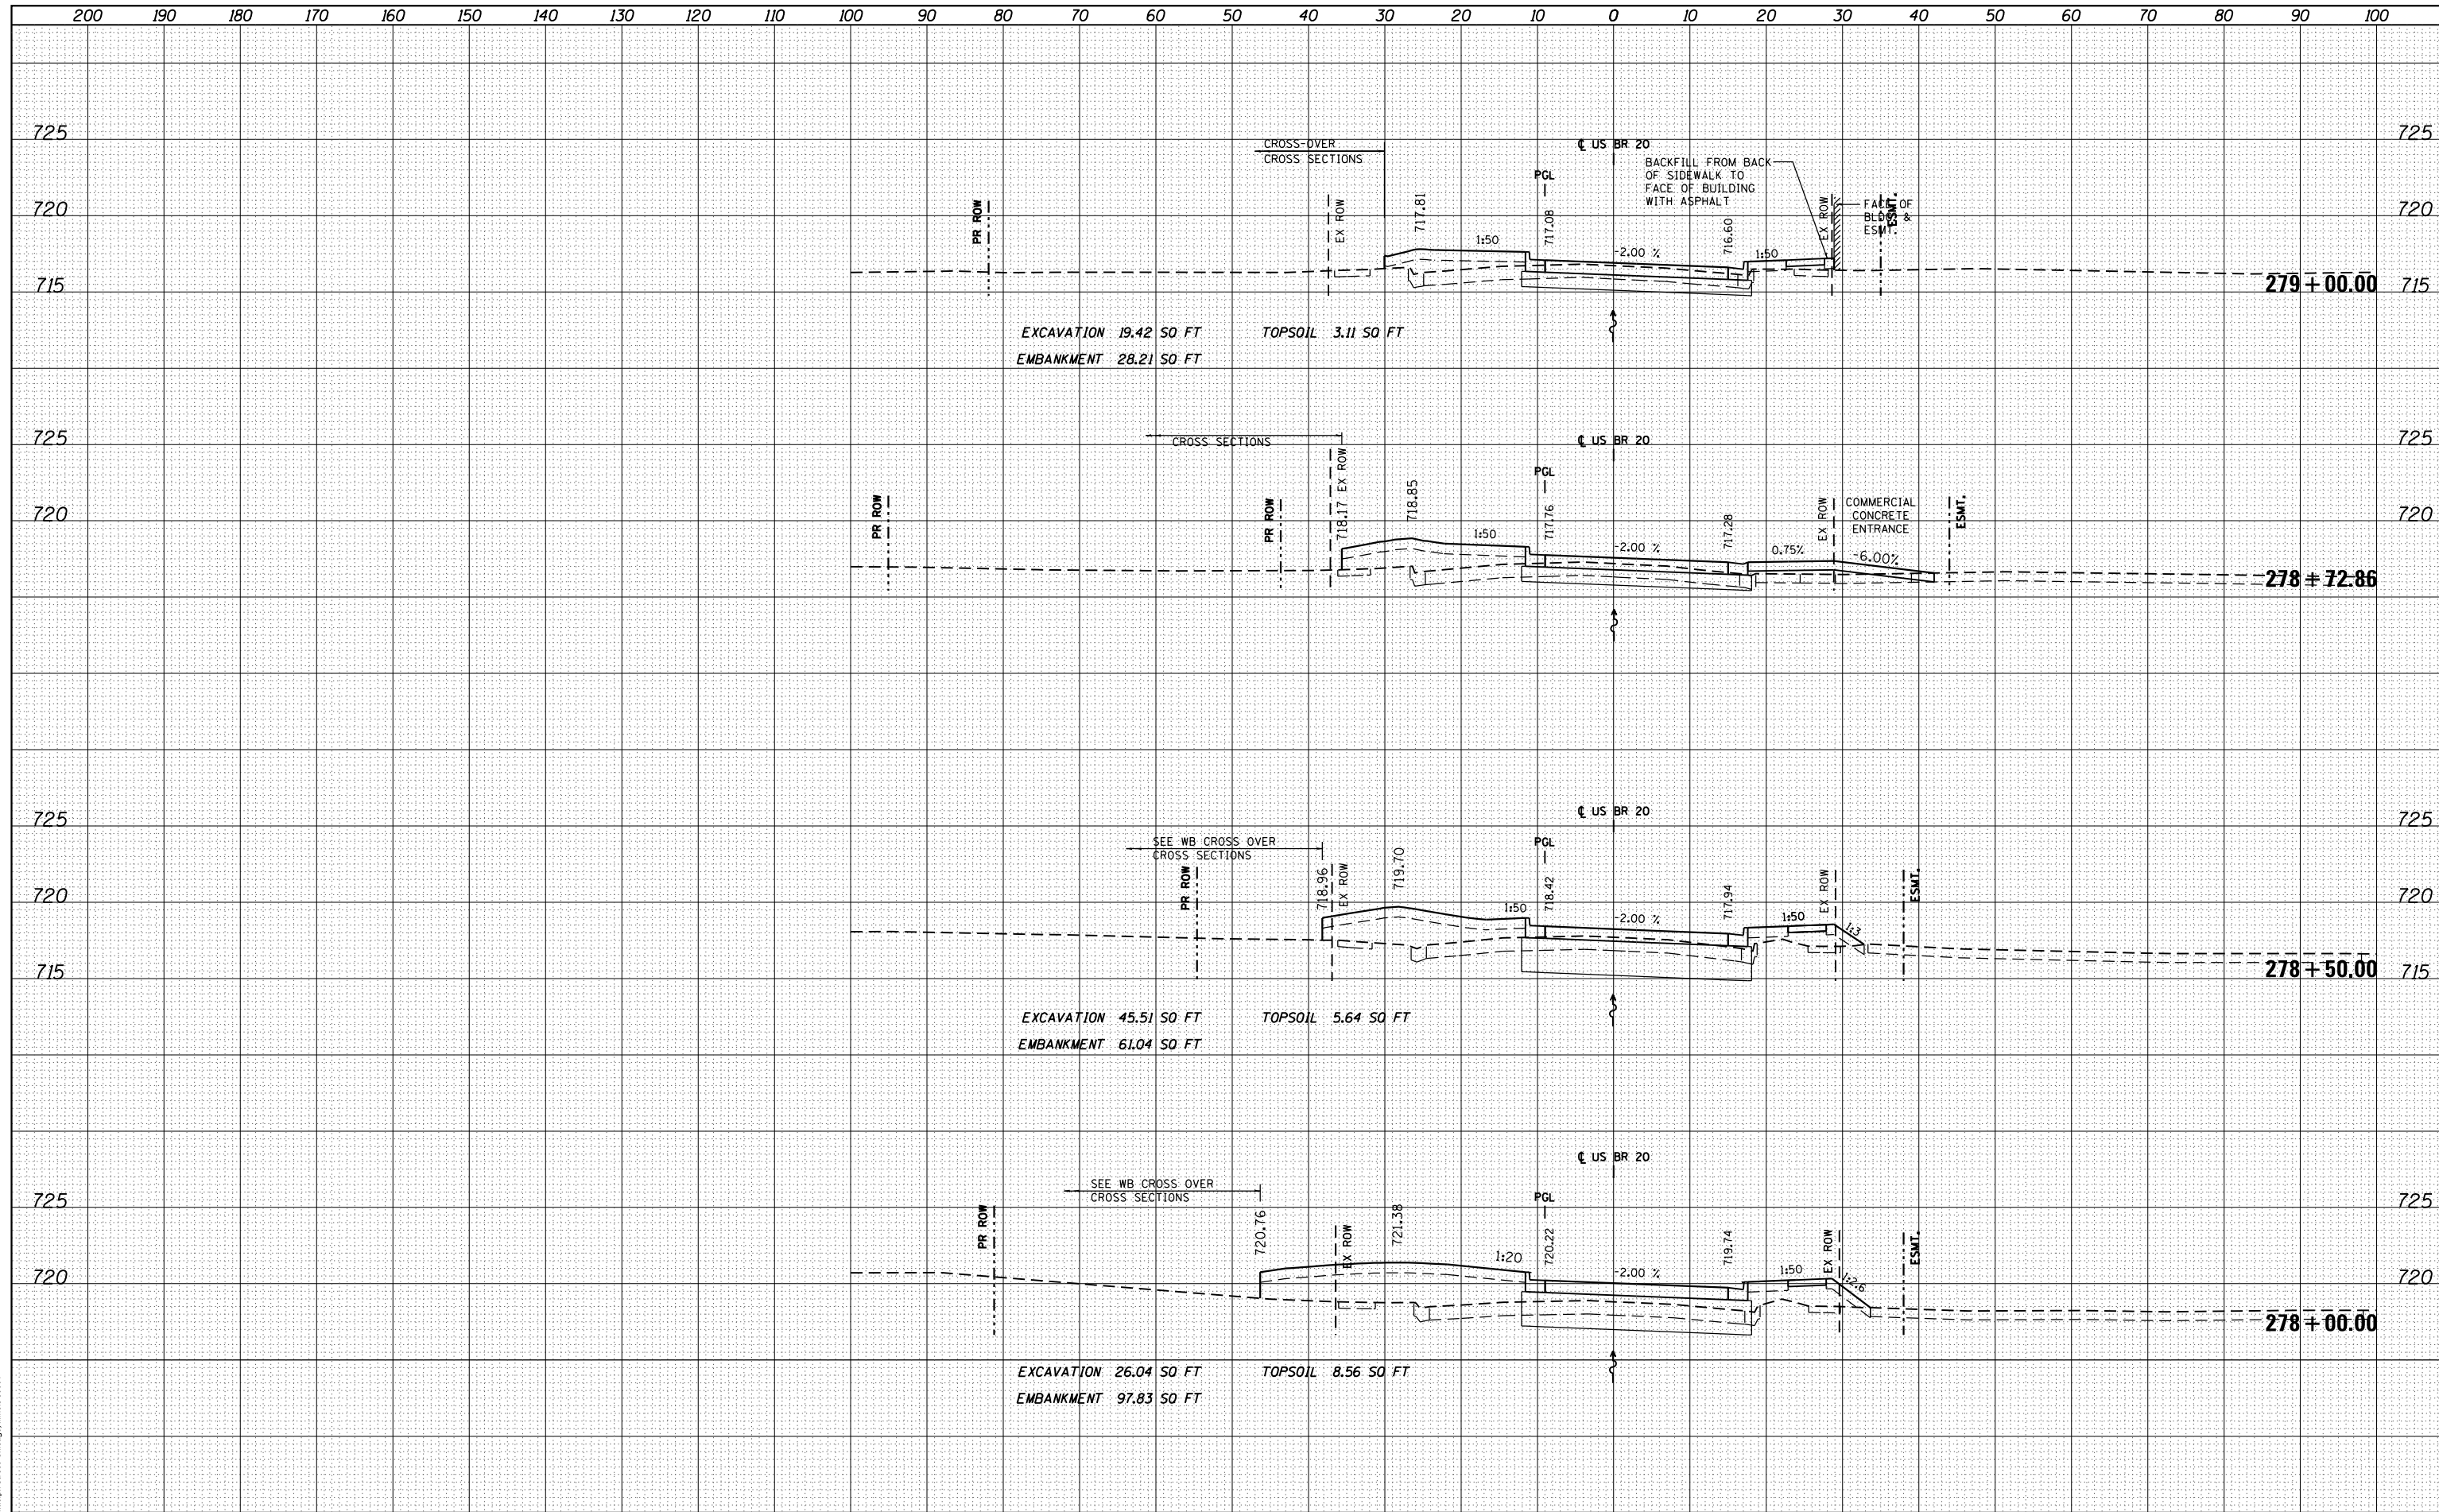 200 190 180 170 160 150 140 130 120 110 100 90 80 70 60 50 40 30 20 10 0 10 20 30 40 50 60 70 80 90 100
725
720
715
CROSS-OVER
CROSS SECTIONS
℄ US BR 20
BACKFILL FROM BACK
OF SIDEWALK TO
FACE OF BUILDING
WITH ASPHALT
PR ROW
EX ROW
717.81
1:50
PGL
717.08
-2.00 %
716.60
1:50
EX ROW
FACE OF
BLDG &
ESMT.
ESMT.
725
720
279+00.00 715
EXCAVATION 19.42 SQ FT TOPSOIL 3.11 SQ FT
EMBANKMENT 28.21 SQ FT
725
720
CROSS SECTIONS
℄ US BR 20
PR ROW
PR ROW
718.17 EX ROW
718.85
1:50
PGL
717.76
-2.00 %
717.28
0.75%
EX ROW
COMMERCIAL
CONCRETE
ENTRANCE
-6.00%
ESMT.
725
720
278+72.86
725
720
715
SEE WB CROSS OVER
CROSS SECTIONS
℄ US BR 20
PR ROW
718.96
EX ROW
719.70
1:50
PGL
718.42
-2.00 %
717.94
1:50
EX ROW
1:3
ESMT.
725
720
278+50.00 715
EXCAVATION 45.51 SQ FT TOPSOIL 5.64 SQ FT
EMBANKMENT 61.04 SQ FT
725
720
SEE WB CROSS OVER
CROSS SECTIONS
℄ US BR 20
PR ROW
720.76
EX ROW
721.38
1:20
PGL
720.22
-2.00 %
719.74
1:50
EX ROW
1:2.6
ESMT.
725
720
278+00.00
EXCAVATION 26.04 SQ FT TOPSOIL 8.56 SQ FT
EMBANKMENT 97.83 SQ FT